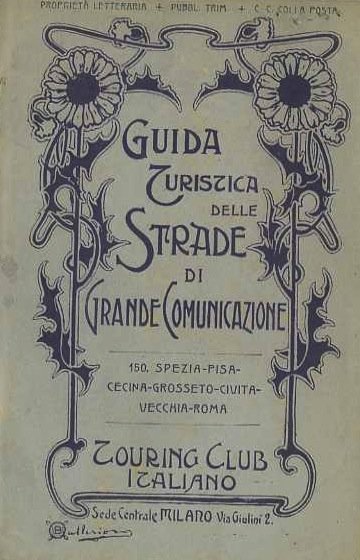 PROPRIETÀ LETTERARIA + PUBBL. TRIM. + C. C. COLLA POSTA
GUIDA
TURISTICA
DELLE
STRADE
DI
GRANDE COMUNICAZIONE
150. SPEZIA-PISA-
CECINA-GROSSETO-CIVITA-
VECCHIA-ROMA
TOURING CLUB
ITALIANO
Sede Centrale MILANO Via Giulini 2.